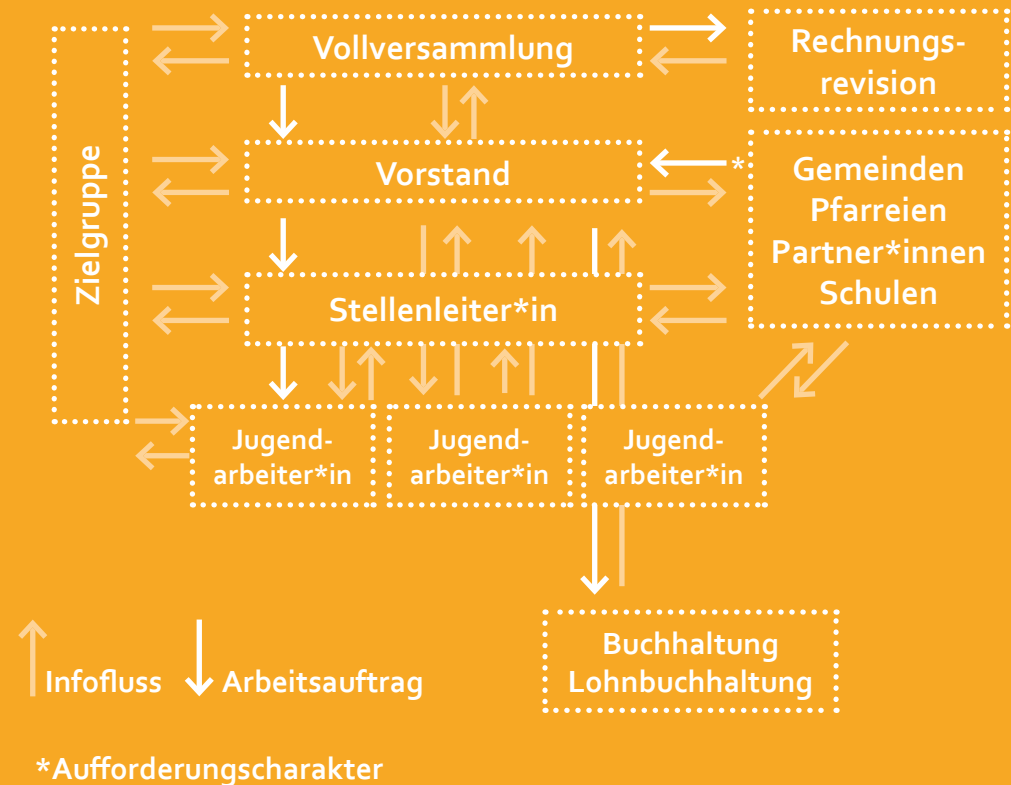 Vollversammlung
Rechnungs-
revision
Zielgruppe
Vorstand
*
Gemeinden
Pfarreien
Partner*innen
Schulen
Stellenleiter*in
Jugend-
arbeiter*in
Jugend-
arbeiter*in
Jugend-
arbeiter*in
Buchhaltung
Lohnbuchhaltung
Infofluss
Arbeitsauftrag
*Aufforderungscharakter